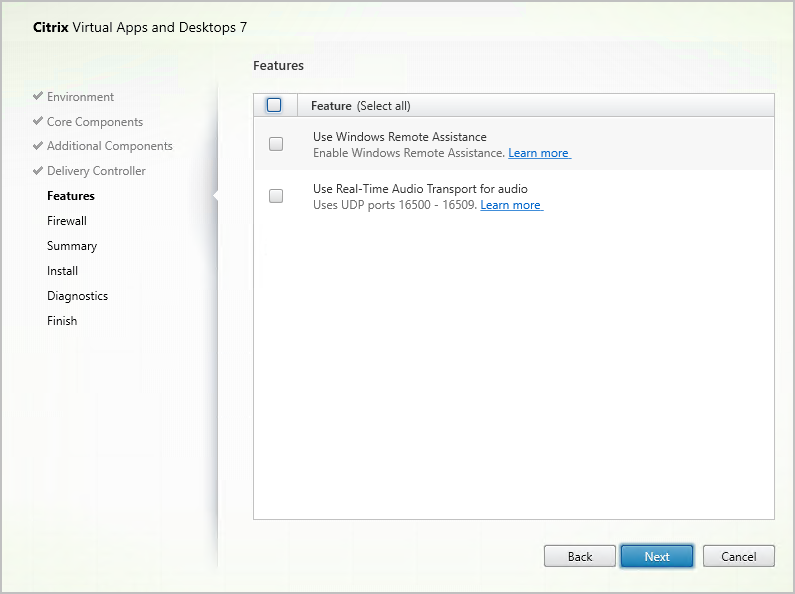 Citrix Virtual Apps and Desktops 7
Features
Environment
Core Components
Additional Components
Delivery Controller
Features
Firewall
Summary
Install
Diagnostics
Finish
Feature (Select all)
Use Windows Remote Assistance
Enable Windows Remote Assistance. Learn more
Use Real-Time Audio Transport for audio
Uses UDP ports 16500 - 16509. Learn more
Back
Next
Cancel